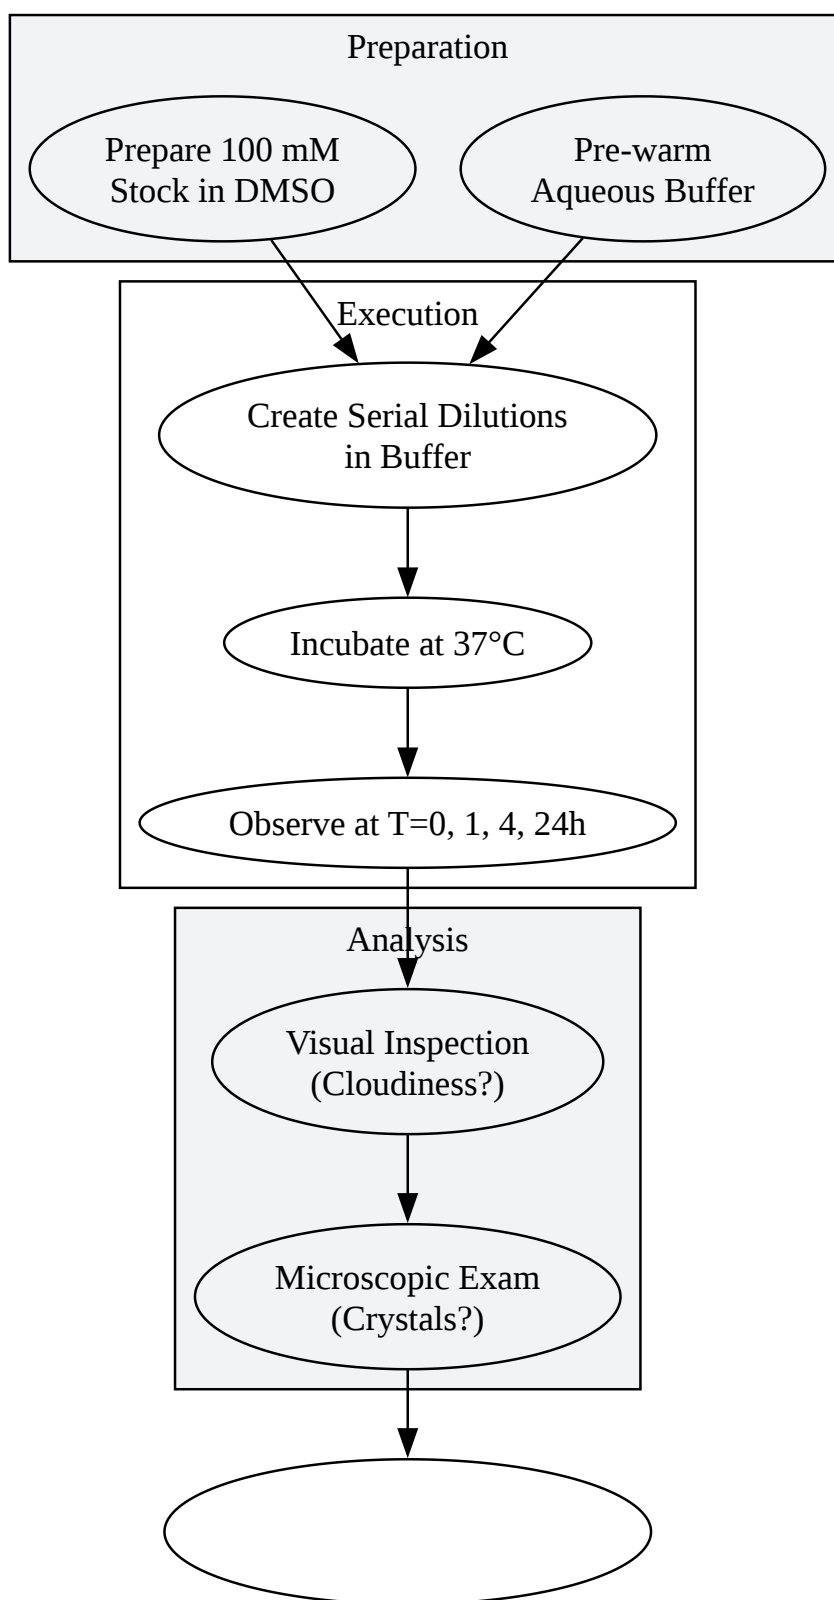 Preparation
Prepare 100 mM
Stock in DMSO
Pre-warm
Aqueous Buffer
Execution
Create Serial Dilutions
in Buffer
Incubate at 37°C
Observe at T=0, 1, 4, 24h
Analysis
Visual Inspection
(Cloudiness?)
Microscopic Exam
(Crystals?)